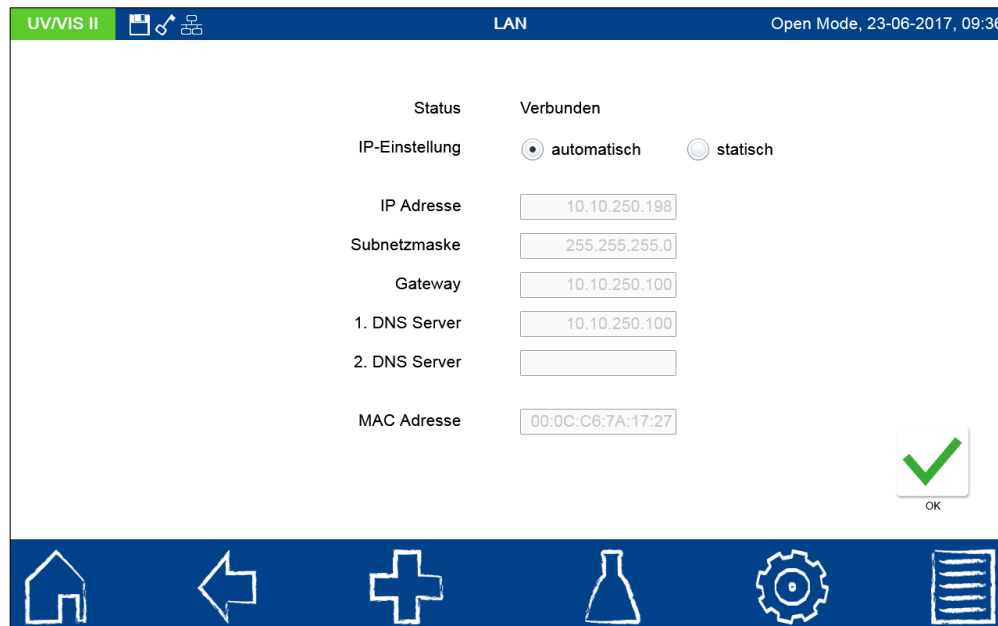 UV/VIS II LAN Open Mode, 23-06-2017, 09:36
Status Verbunden
IP-Einstellung automatisch statisch
IP Adresse 10.10.250.198
Subnetzmaske 255.255.255.0
Gateway 10.10.250.100
1. DNS Server 10.10.250.100
2. DNS Server
MAC Adresse 00:0C:C6:7A:17:27
OK